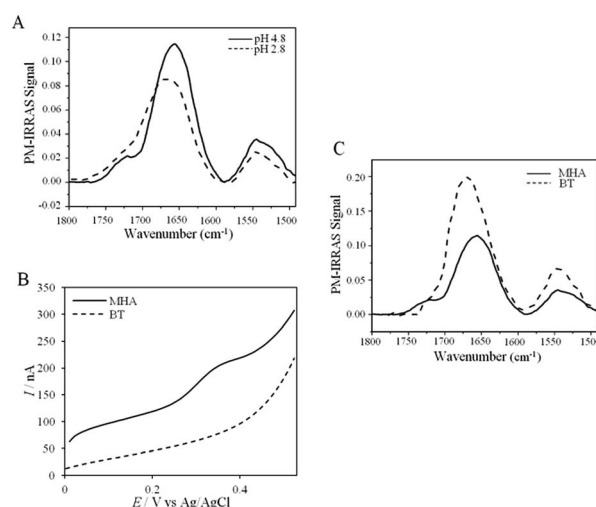 A
pH 4.8
pH 2.8
PM-IRRAS Signal
0.12
0.10
0.08
0.06
0.04
0.02
0.00
-0.02
1800 1750 1700 1650 1600 1550 1500
Wavenumber (cm-1)
B
MHA
BT
I / nA
350
300
250
200
150
100
50
0
0 0.2 0.4
E / V vs Ag/AgCl
C
MHA
BT
PM-IRRAS Signal
0.20
0.15
0.10
0.05
0.00
1800 1750 1700 1650 1600 1550 1500
Wavenumber (cm-1)